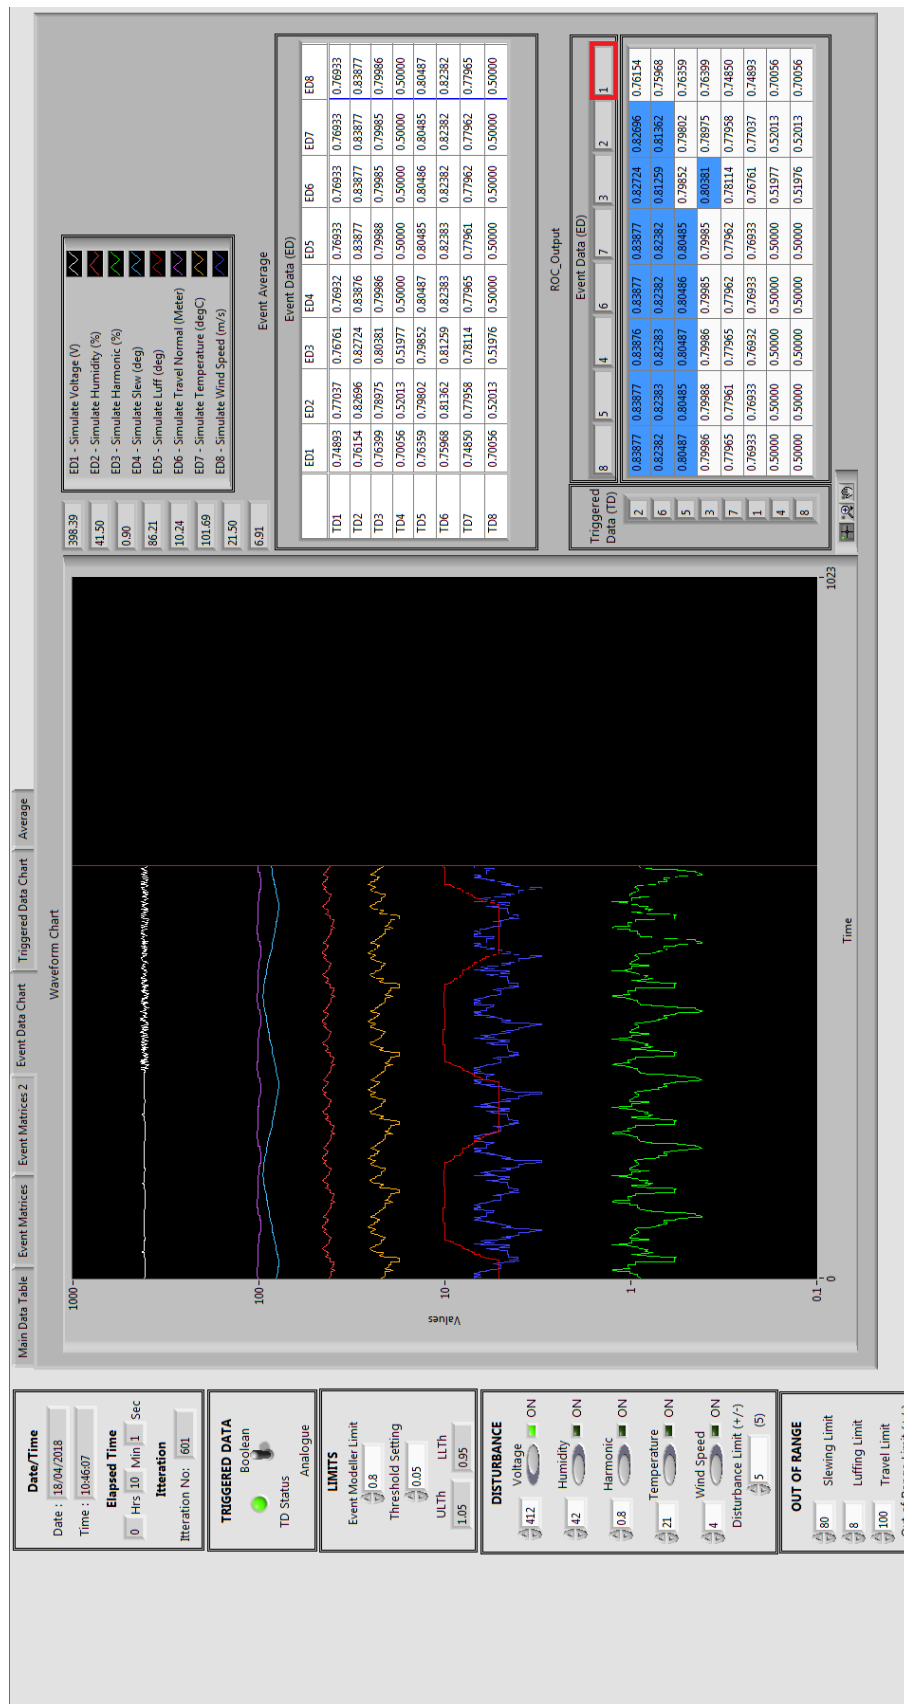 Main Data Table Event Matrices Event Matrices 2 Event Data Chart Triggered Data Chart Average
Date/Time
Date : 18/04/2018
Time : 10:46:07
Elapsed Time
0 Hrs 10 Min 1 Sec
Itteration
Itteration No: 601
TRIGGERED DATA
Boolean
TD Status
Analogue
LIMITS
Event Modeller Limit
0.8
Threshold Setting
0.05
ULTh LLTh
1.05 0.95
DISTURBANCE
Voltage
412 ON
Humidity
42 ON
Harmonic
0.8 ON
Temperature
21 ON
Wind Speed
4 ON
Disturbance Limit (+/-)
5 (5)
OUT OF RANGE
Slewing Limit
80
Luffing Limit
8
Travel Limit
100
Waveform Chart
Values
1000
100
10
1
0.1
0 1023
Time
398.39 ED1 - Simulate Voltage (V)
41.50 ED2 - Simulate Humidity (%)
0.90 ED3 - Simulate Harmonic (%)
86.21 ED4 - Simulate Slew (deg)
10.24 ED5 - Simulate Luff (deg)
101.69 ED6 - Simulate Travel Normal (Meter)
21.50 ED7 - Simulate Temperature (degC)
6.91 ED8 - Simulate Wind Speed (m/s)
Event Average
Event Data (ED)
ED1 ED2 ED3 ED4 ED5 ED6 ED7 ED8
TD1 0.74893 0.77037 0.76761 0.76932 0.76933 0.76933 0.76933 0.76933
TD2 0.76154 0.82696 0.82724 0.83876 0.83877 0.83877 0.83877 0.83877
TD3 0.76399 0.78975 0.80381 0.79986 0.79988 0.79985 0.79985 0.79986
TD4 0.70056 0.52013 0.51977 0.50000 0.50000 0.50000 0.50000 0.50000
TD5 0.76359 0.79802 0.79852 0.80487 0.80485 0.80486 0.80485 0.80487
TD6 0.75968 0.81362 0.81259 0.82383 0.82383 0.82382 0.82382 0.82382
TD7 0.74850 0.77958 0.78114 0.77965 0.77961 0.77962 0.77962 0.77965
TD8 0.70056 0.52013 0.51976 0.50000 0.50000 0.50000 0.50000 0.50000
ROC_Output
Event Data (ED)
Triggered
Data (TD)
8 5 4 6 7 3 2 1
2 0.83877 0.83877 0.83876 0.83877 0.83877 0.82724 0.82696 0.76154
6 0.82382 0.82383 0.82383 0.82382 0.82382 0.81259 0.81362 0.75968
5 0.80487 0.80485 0.80487 0.80486 0.80485 0.79852 0.79802 0.76359
3 0.79986 0.79988 0.79986 0.79985 0.79985 0.80381 0.78975 0.76399
7 0.77965 0.77961 0.77965 0.77962 0.77962 0.78114 0.77958 0.74850
1 0.76933 0.76933 0.76932 0.76933 0.76933 0.76761 0.77037 0.74893
4 0.50000 0.50000 0.50000 0.50000 0.50000 0.51977 0.52013 0.70056
8 0.50000 0.50000 0.50000 0.50000 0.50000 0.51976 0.52013 0.70056